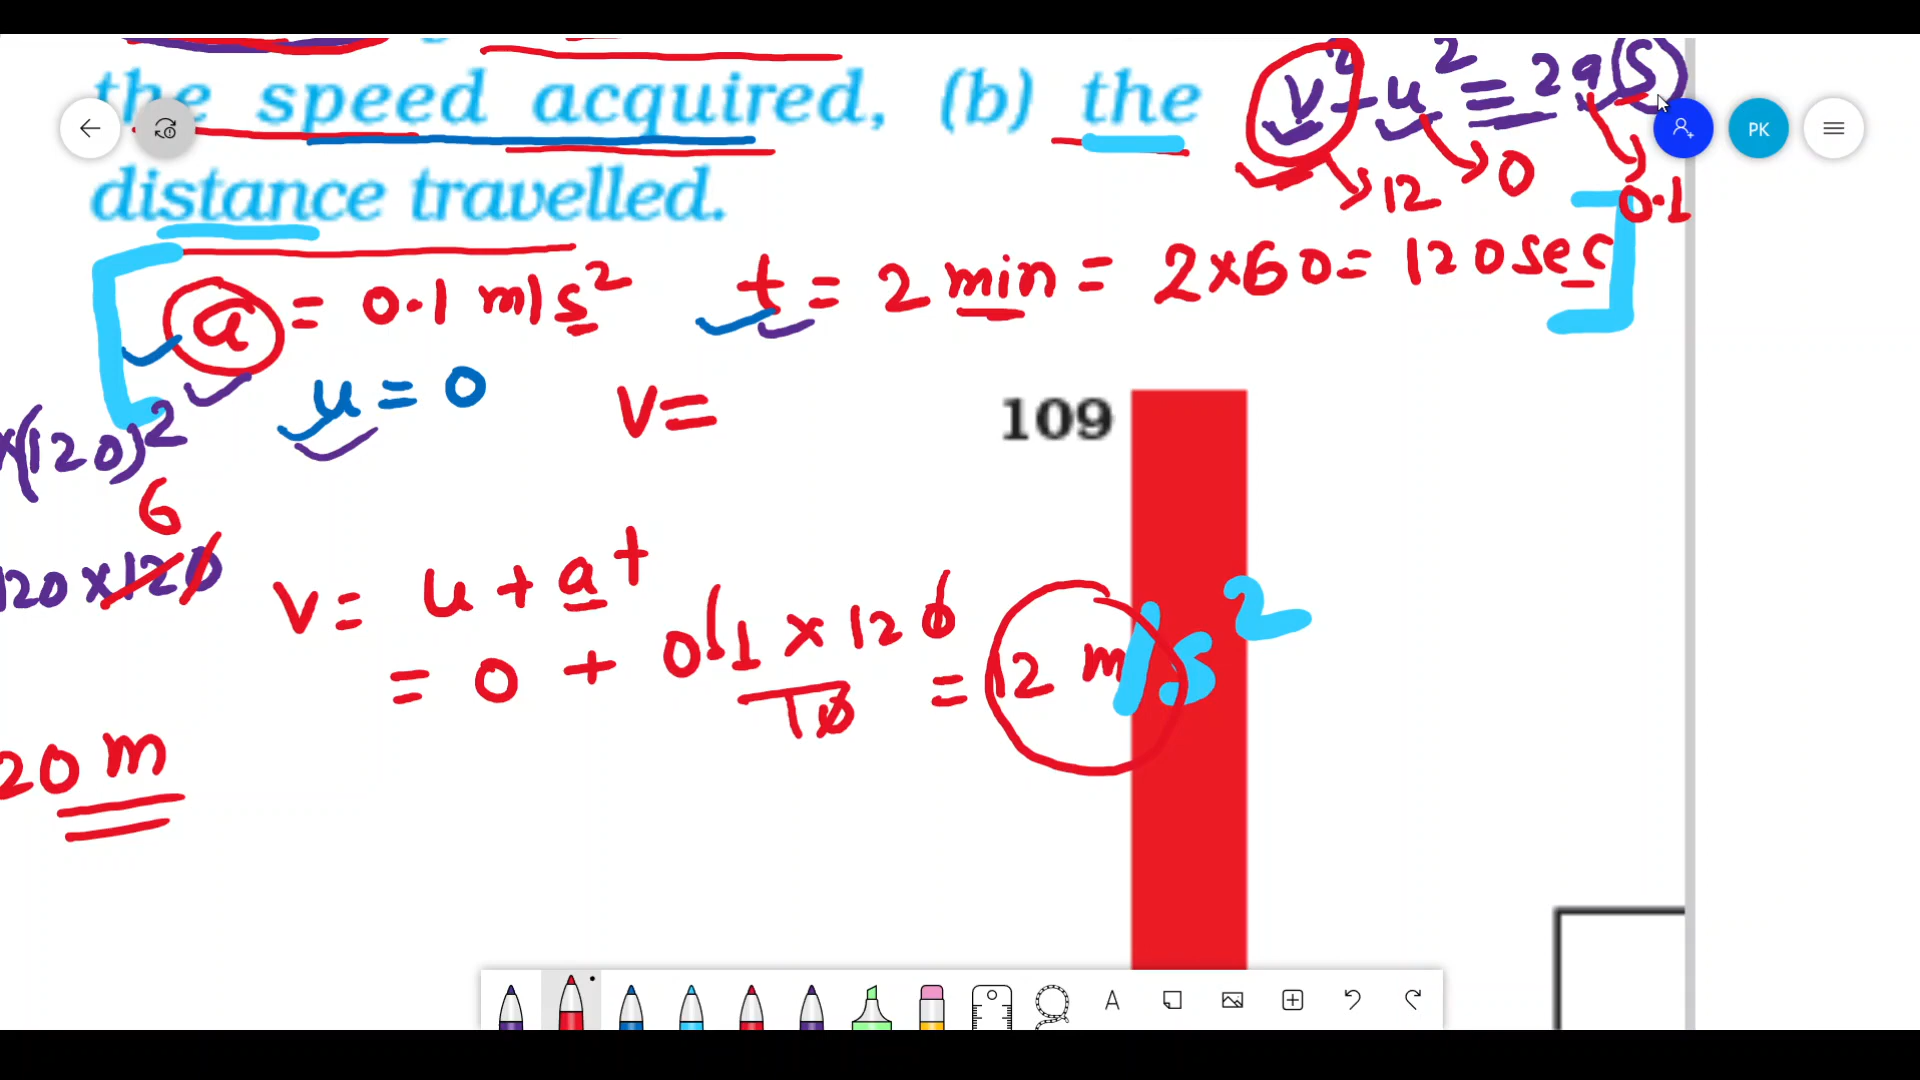 the speed acquired, (b) the
distance travelled.
v² - u² = 2 a s
12
0
0.1
a = 0.1 m/s²
t = 2 min = 2×60 = 120 sec
u = 0
v =
109
×(120)²
6
120×120
20 m
v = u + at
= 0 + 0.1 × 120 = 12 m/s²
10
PK
A